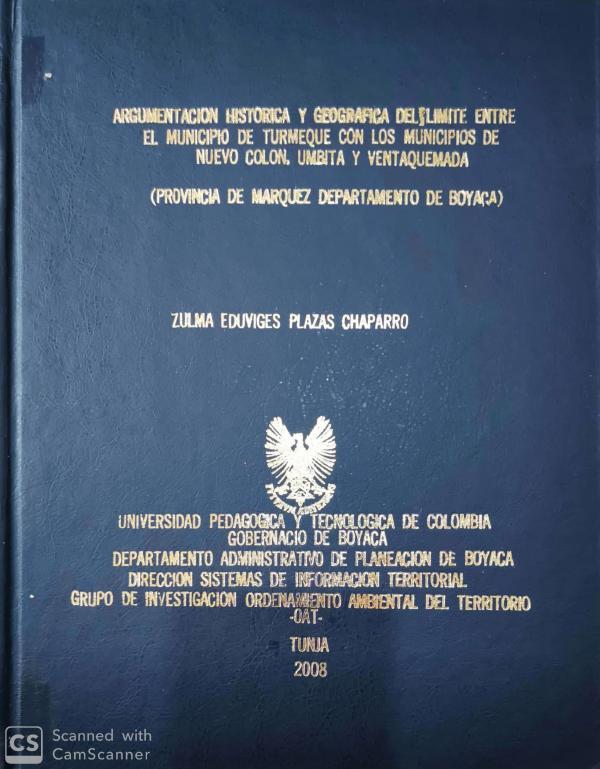 ARGUMENTACION HISTORICA Y GEOGRAFICA DEL LIMITE ENTRE
EL MUNICIPIO DE TURMEQUE CON LOS MUNICIPIOS DE
NUEVO COLON, UMBITA Y VENTAQUEMADA
(PROVINCIA DE MARQUEZ DEPARTAMENTO DE BOYACA)
ZULMA EDUVIGES PLAZAS CHAPARRO
UNIVERSIDAD PEDAGOGICA Y TECNOLOGICA DE COLOMBIA
GOBERNACIO DE BOYACA
DEPARTAMENTO ADMINISTRATIVO DE PLANEACION DE BOYACA
DIRECCION SISTEMAS DE INFORMACION TERRITORIAL
GRUPO DE INVESTIGACION ORDENAMIENTO AMBIENTAL DEL TERRITORIO
-OAT-
TUNJA
2008
CS Scanned with
CamScanner